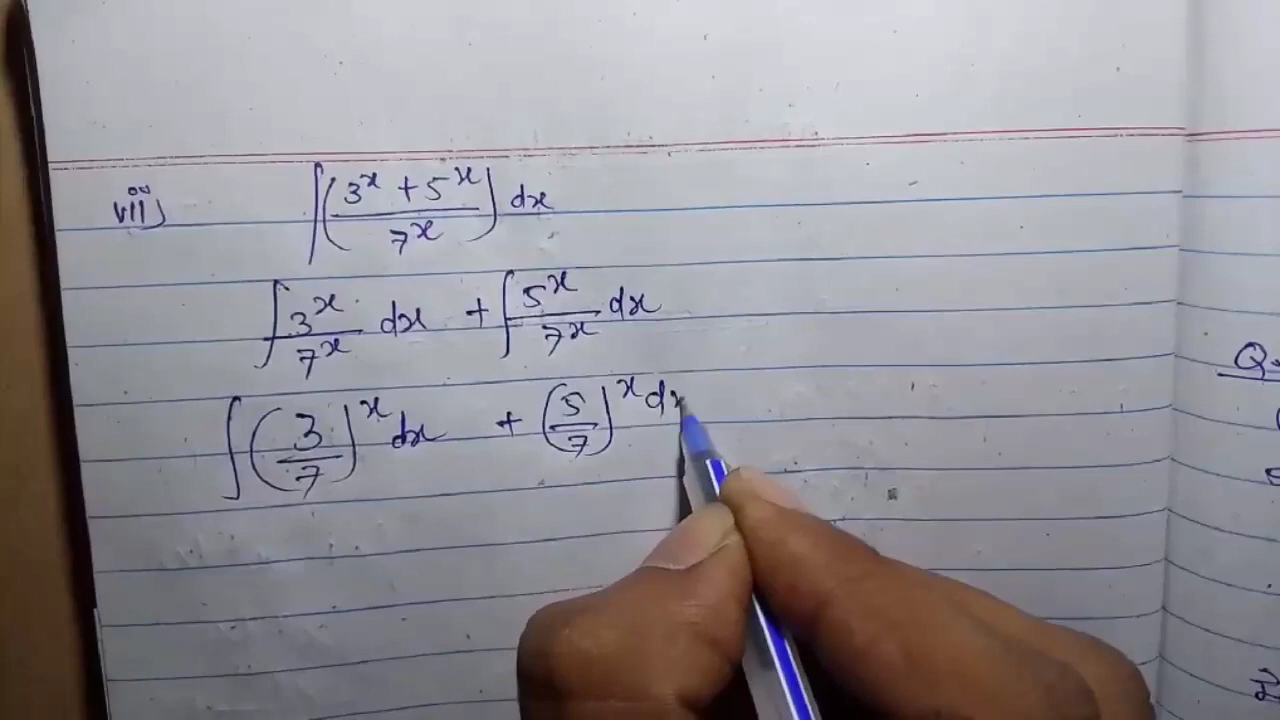 vii) ∫(3^x + 5^x / 7^x) dx
∫3^x/7^x dx + ∫5^x/7^x dx
∫(3/7)^x dx + (5/7)^x dx
Q